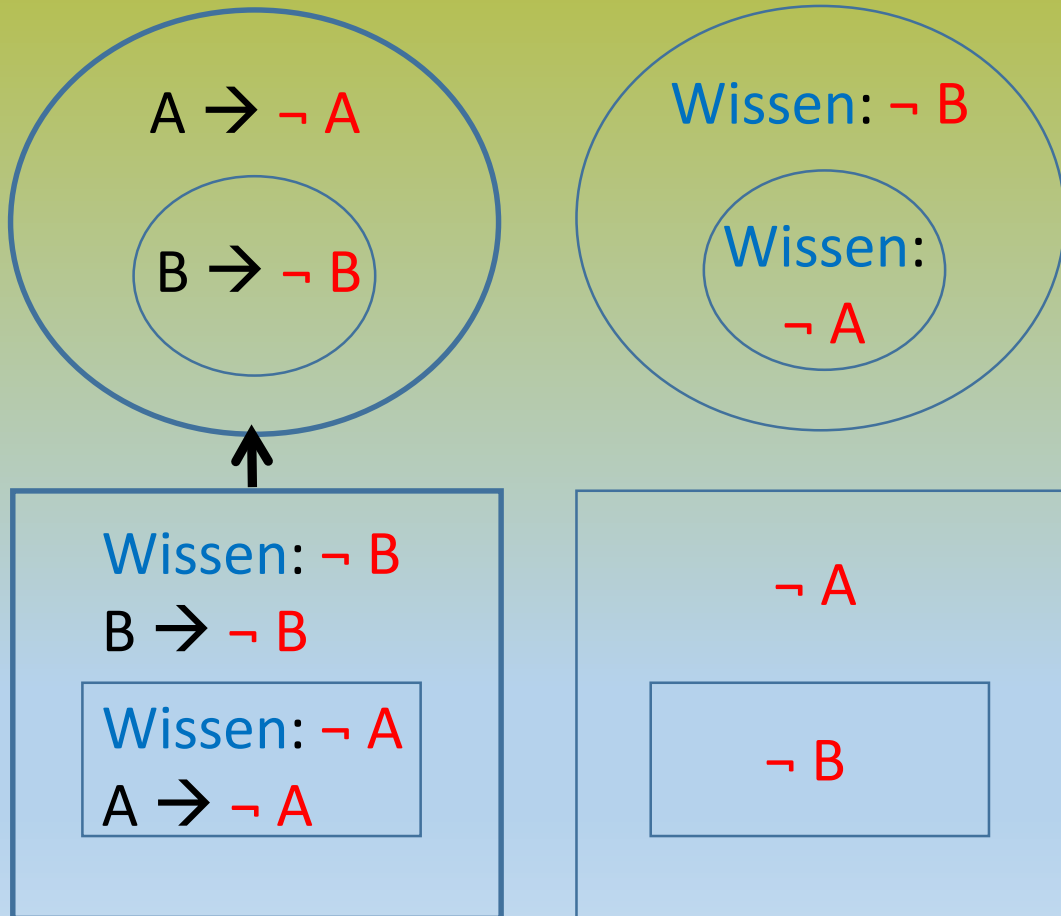 A → ¬ A
B → ¬ B
Wissen: ¬ B
Wissen:
¬ A
Wissen: ¬ B
B → ¬ B
Wissen: ¬ A
A → ¬ A
¬ A
¬ B